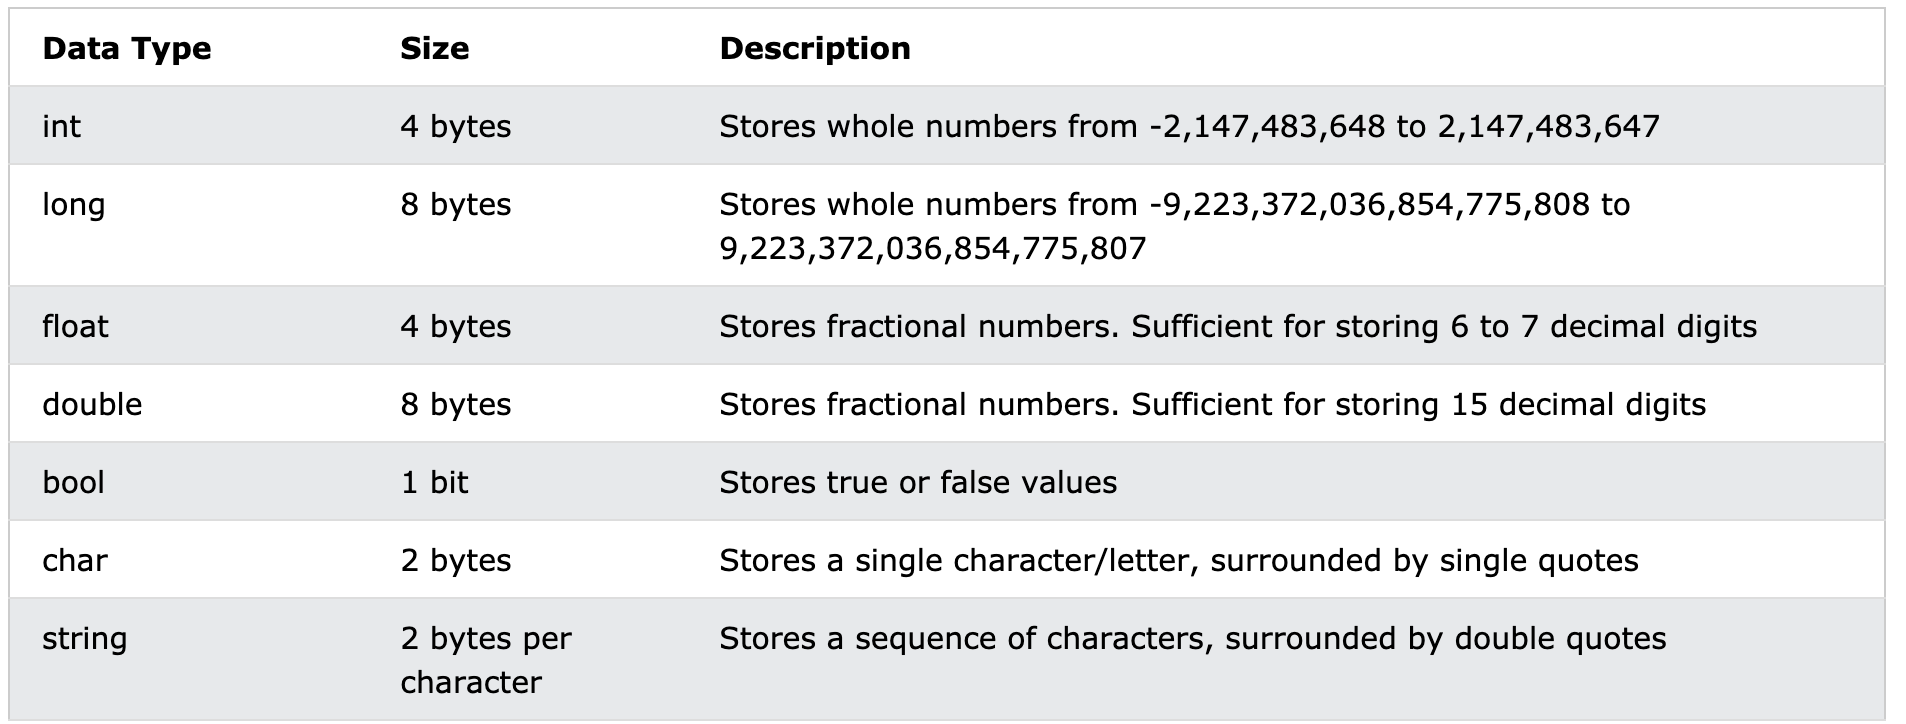 Data Type Size Description
int 4 bytes Stores whole numbers from -2,147,483,648 to 2,147,483,647
long 8 bytes Stores whole numbers from -9,223,372,036,854,775,808 to
9,223,372,036,854,775,807
float 4 bytes Stores fractional numbers. Sufficient for storing 6 to 7 decimal digits
double 8 bytes Stores fractional numbers. Sufficient for storing 15 decimal digits
bool 1 bit Stores true or false values
char 2 bytes Stores a single character/letter, surrounded by single quotes
string 2 bytes per Stores a sequence of characters, surrounded by double quotes
character